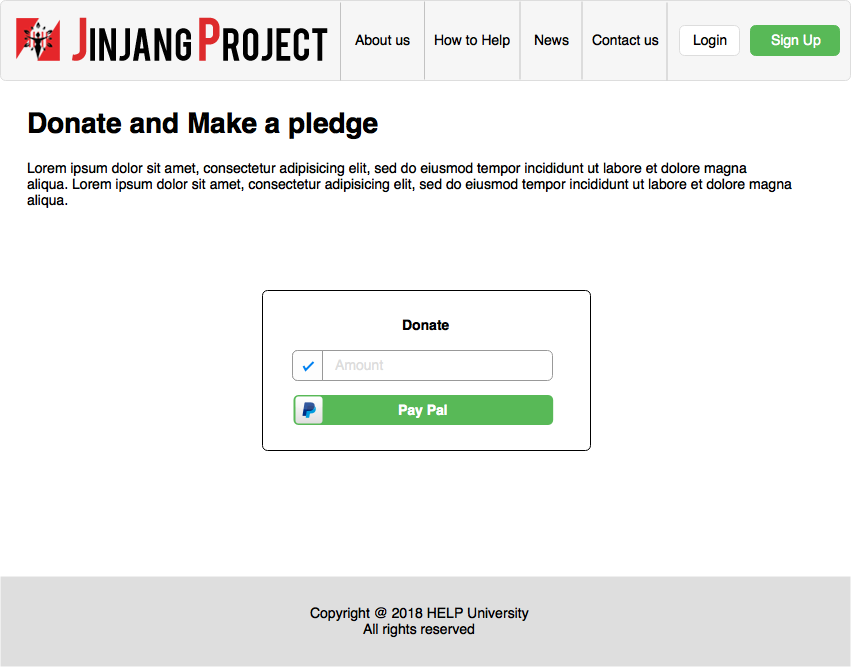 JINJANG PROJECT
About us
How to Help
News
Contact us
Login
Sign Up
Donate and Make a pledge
Lorem ipsum dolor sit amet, consectetur adipisicing elit, sed do eiusmod tempor incididunt ut labore et dolore magna
aliqua. Lorem ipsum dolor sit amet, consectetur adipisicing elit, sed do eiusmod tempor incididunt ut labore et dolore magna
aliqua.
Donate
Amount
Pay Pal
Copyright @ 2018 HELP University
All rights reserved